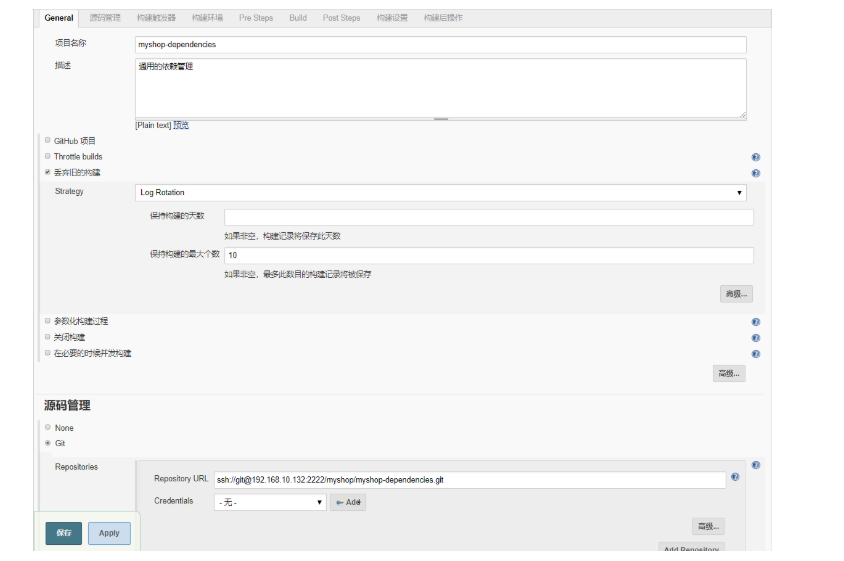 General 源码管理 构建触发器 构建环境 Pre Steps Build Post Steps 构建设置 构建后操作
项目名称 myshop-dependencies
描述 通用的依赖管理
[Plain text] 预览
GitHub 项目
Throttle builds
丢弃旧的构建
Strategy Log Rotation
保持构建的天数
如果非空，构建记录将保存此天数
保持构建的最大个数 10
如果非空，最多此数目的构建记录将被保存
高级...
参数化构建过程
关闭构建
在必要的时候并发构建
高级...
源码管理
None
Git
Repositories
Repository URL ssh://git@192.168.10.132:2222/myshop/myshop-dependencies.git
Credentials - 无 - Add
高级...
保存 Apply
Add Repository